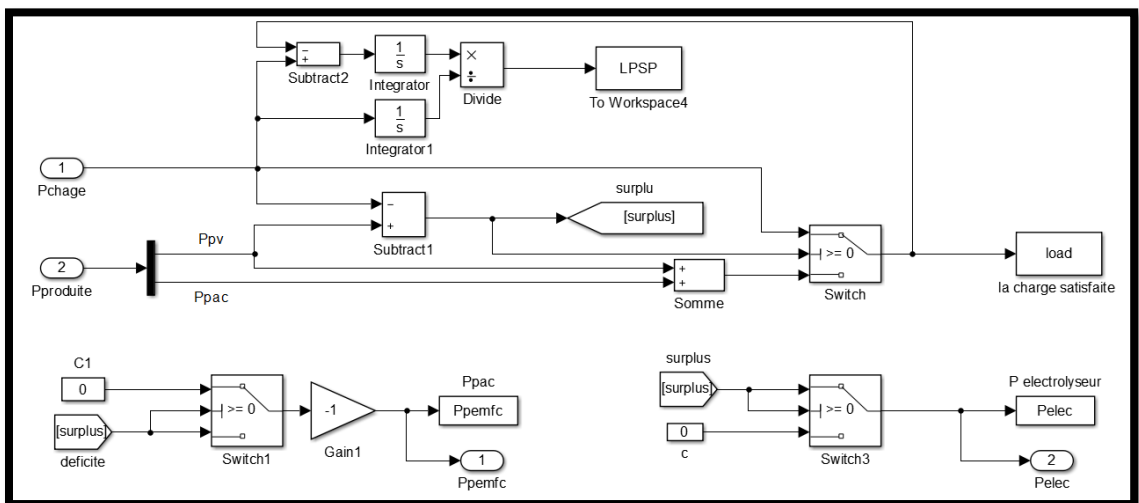 −
+
Subtract2
1
s
Integrator
×
÷
Divide
LPSP
To Workspace4
1
s
Integrator1
1
Pchage
−
+
Subtract1
surplu
[surplus]
Ppv
2
Pproduite
Ppac
+
+
Somme
>= 0
Switch
load
la charge satisfaite
C1
0
[surplus]
deficite
>= 0
Switch1
-1
Gain1
Ppac
Ppemfc
1
Ppemfc
surplus
[surplus]
0
c
>= 0
Switch3
P electrolyseur
Pelec
2
Pelec